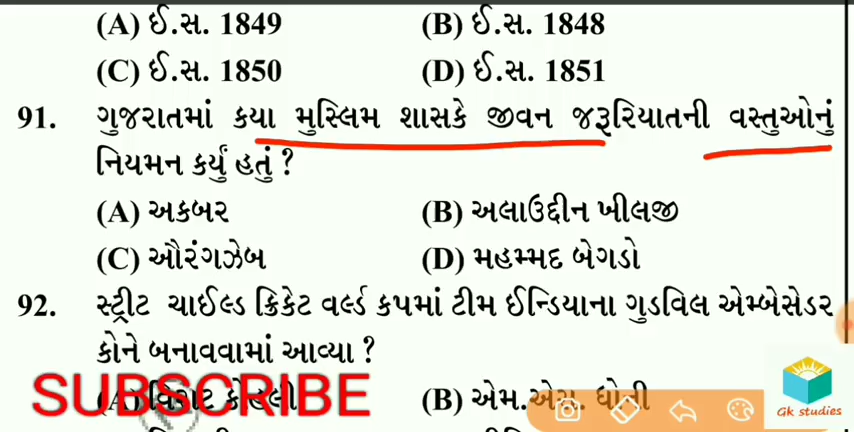 (A) ઈ.સ. 1849 (B) ઈ.સ. 1848
(C) ઈ.સ. 1850 (D) ઈ.સ. 1851
91. ગુજરાતમાં કયા મુસ્લિમ શાસકે જીવન જરૂરિયાતની વસ્તુઓનું
નિયમન કર્યું હતું ?
(A) અકબર (B) અલાઉદ્દીન ખીલજી
(C) ઔરંગઝેબ (D) મહમ્મદ બેગડો
92. સ્ટ્રીટ ચાઈલ્ડ ક્રિકેટ વર્લ્ડ કપમાં ટીમ ઈન્ડિયાના ગુડવિલ એમ્બેસેડર
કોને બનાવવામાં આવ્યા ?
(A) વિરાટ કોહલી (B) એમ.એસ. ધોની
SUBSCRIBE
Gk studies